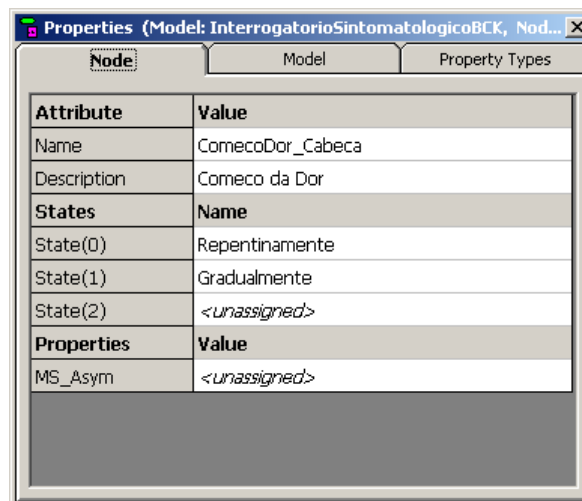 Properties (Model: InterrogatorioSintomatologicoBCK, Nod...
Node Model Property Types
Attribute Value
Name ComecoDor_Cabeca
Description Comeco da Dor
States Name
State(0) Repentinamente
State(1) Gradualmente
State(2) <unassigned>
Properties Value
MS_Asym <unassigned>